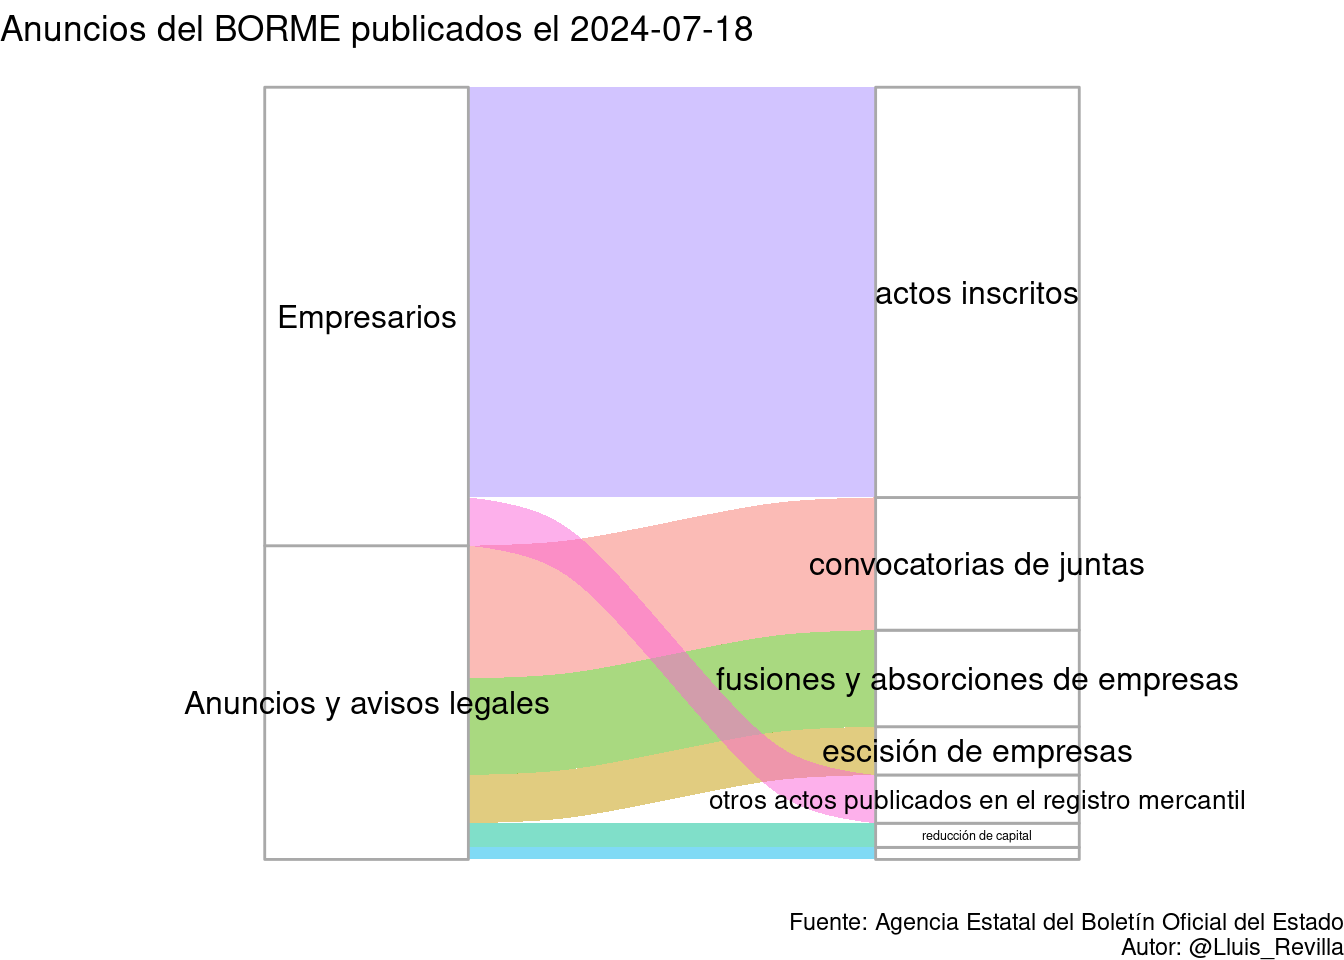 Anuncios del BORME publicados el 2024-07-18
Empresarios
actos inscritos
convocatorias de juntas
fusiones y absorciones de empresas
Anuncios y avisos legales
escisión de empresas
otros actos publicados en el registro mercantil
reducción de capital
Fuente: Agencia Estatal del Boletín Oficial del Estado
Autor: @Lluis_Revilla